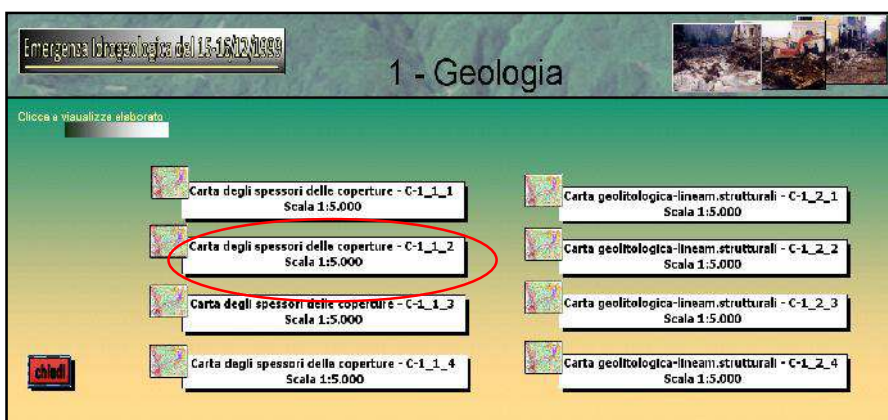 Emergenza Idrogeologica del 15-16/12/1999
1 - Geologia
Clicca e visualizza elaborato
Carta degli spessori delle coperture - C-1_1_1
Scala 1:5.000
Carta degli spessori delle coperture - C-1_1_2
Scala 1:5.000
Carta degli spessori delle coperture - C-1_1_3
Scala 1:5.000
Carta degli spessori delle coperture - C-1_1_4
Scala 1:5.000
Carta geolitologica-lineam.strutturali - C-1_2_1
Scala 1:5.000
Carta geolitologica-lineam.strutturali - C-1_2_2
Scala 1:5.000
Carta geolitologica-lineam.strutturali - C-1_2_3
Scala 1:5.000
Carta geolitologica-lineam.strutturali - C-1_2_4
Scala 1:5.000
chiudi